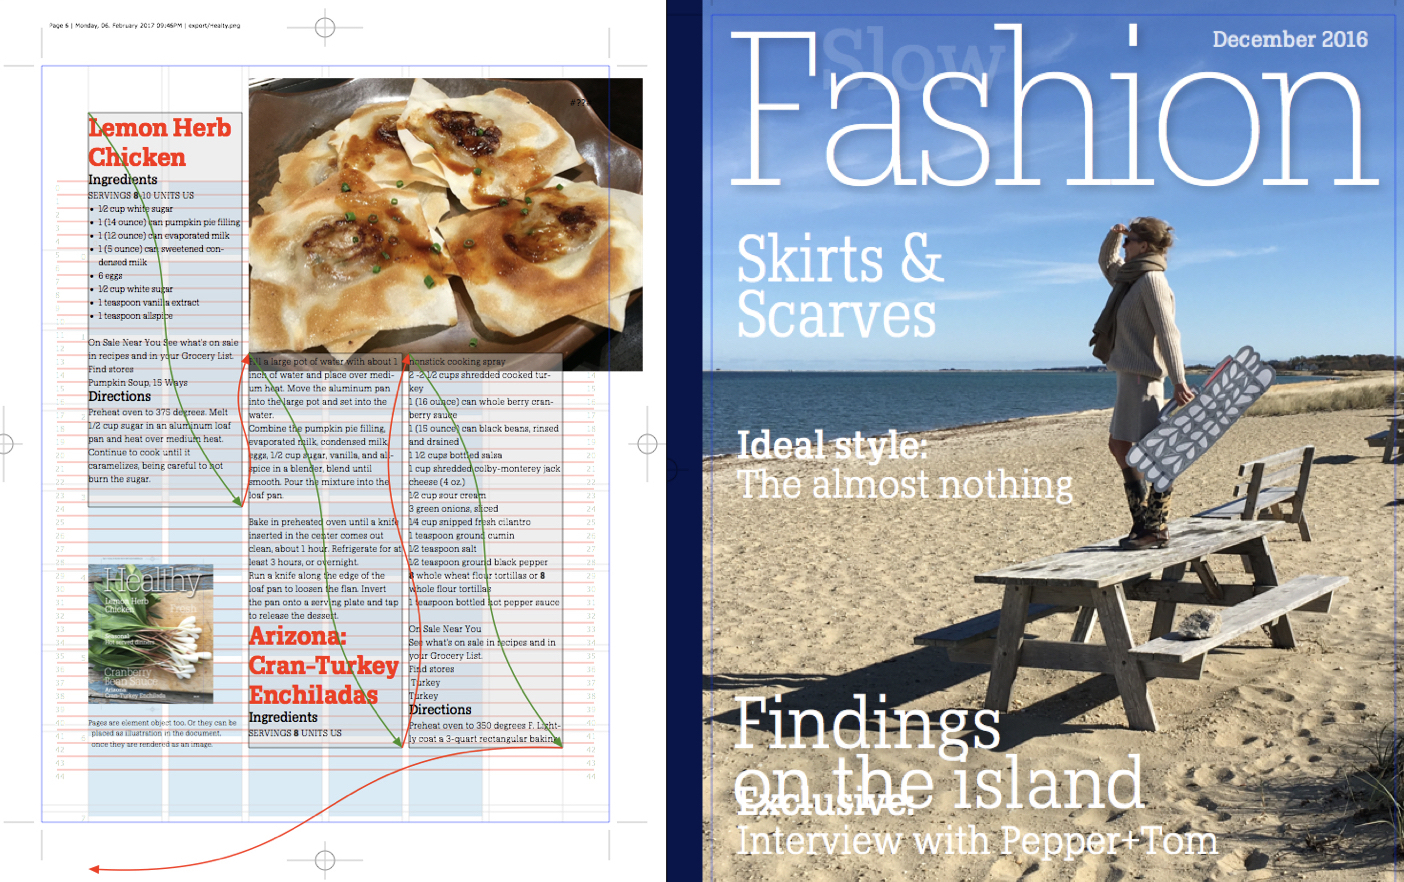 Page 6 | Monday, 06. February 2017 09:46PM | export/Healty.png
Lemon Herb
Chicken
Ingredients
SERVINGS 8 10 UNITS US
• 1/2 cup white sugar
• 1 (14 ounce) can pumpkin pie filling
• 1 (12 ounce) can evaporated milk
• 1 (5 ounce) can sweetened con-
densed milk
• 6 eggs
• 1/2 cup white sugar
• 1 teaspoon vanilla extract
• 1 teaspoon allspice
On Sale Near You See what's on sale
in recipes and in your Grocery List.
Find stores
Pumpkin Soup, 15 Ways
Directions
Preheat oven to 375 degrees. Melt
1/2 cup sugar in an aluminum loaf
pan and heat over medium heat.
Continue to cook until it
caramelizes, being careful to not
burn the sugar.
Healthy
Lemon Herb
Chicken
Fresh
Seasonal
Cranberry
Bean Sauce
Arizona
Cran-Turkey Enchilada
Pages are element object too. Or they can be
placed as illustration in the document,
once they are rendered as an image.
Fill a large pot of water with about 1
inch of water and place over medi-
um heat. Move the aluminum pan
into the large pot and set into the
water.
Combine the pumpkin pie filling,
evaporated milk, condensed milk,
eggs, 1/2 cup sugar, vanilla, and all-
spice in a blender, blend until
smooth. Pour the mixture into the
loaf pan.
Bake in preheated oven until a knife
inserted in the center comes out
clean, about 1 hour. Refrigerate for at
least 3 hours, or overnight.
Run a knife along the edge of the
loaf pan to loosen the flan. Invert
the pan onto a serving plate and tap
to release the dessert.
Arizona:
Cran-Turkey
Enchiladas
Ingredients
SERVINGS 8 UNITS US
nonstick cooking spray
2 -2 1/2 cups shredded cooked tur-
key
1 (16 ounce) can whole berry cran-
berry sauce
1 (15 ounce) can black beans, rinsed
and drained
1 1/2 cups bottled salsa
1 cup shredded colby-monterey jack
cheese (4 oz.)
1/2 cup sour cream
3 green onions, sliced
1/4 cup snipped fresh cilantro
1 teaspoon ground cumin
1/2 teaspoon salt
1/2 teaspoon ground black pepper
8 whole wheat flour tortillas or 8
whole flour tortillas
1 teaspoon bottled hot pepper sauce
On Sale Near You
See what's on sale in recipes and in
your Grocery List.
Find stores
Turkey
Turkey
Directions
Preheat oven to 350 degrees F. Light-
ly coat a 3-quart rectangular baking
December 2016
Slow
Fashion
Skirts &
Scarves
Ideal style:
The almost nothing
Findings
on the island
Exclusive:
Interview with Pepper+Tom